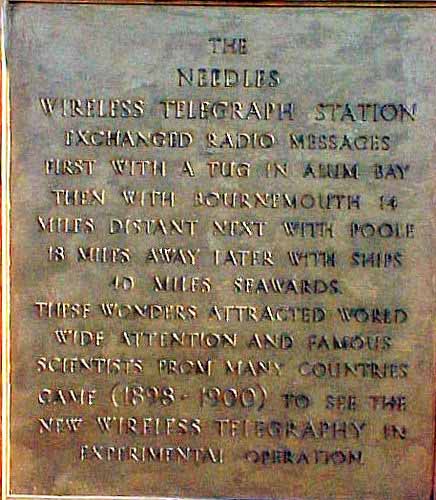 THE
NEEDLES
WIRELESS TELEGRAPH STATION
EXCHANGED RADIO MESSAGES
FIRST WITH A TUG IN ALUM BAY
THEN WITH BOURNEMOUTH 14
MILES DISTANT NEXT WITH POOLE
18 MILES AWAY LATER WITH SHIPS
40 MILES SEAWARDS.
THESE WONDERS ATTRACTED WORLD
WIDE ATTENTION AND FAMOUS
SCIENTISTS FROM MANY COUNTRIES
CAME (1898 - 1900) TO SEE THE
NEW WIRELESS TELEGRAPHY IN
EXPERIMENTAL OPERATION.